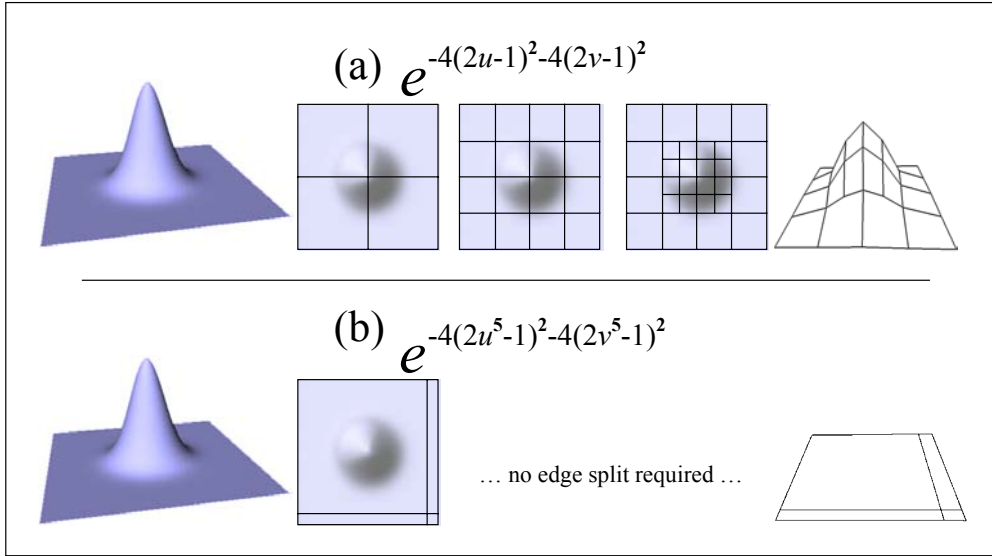 (a) e^-4(2u-1)²-4(2v-1)²
(b) e^-4(2u⁵-1)²-4(2v⁵-1)²
… no edge split required …